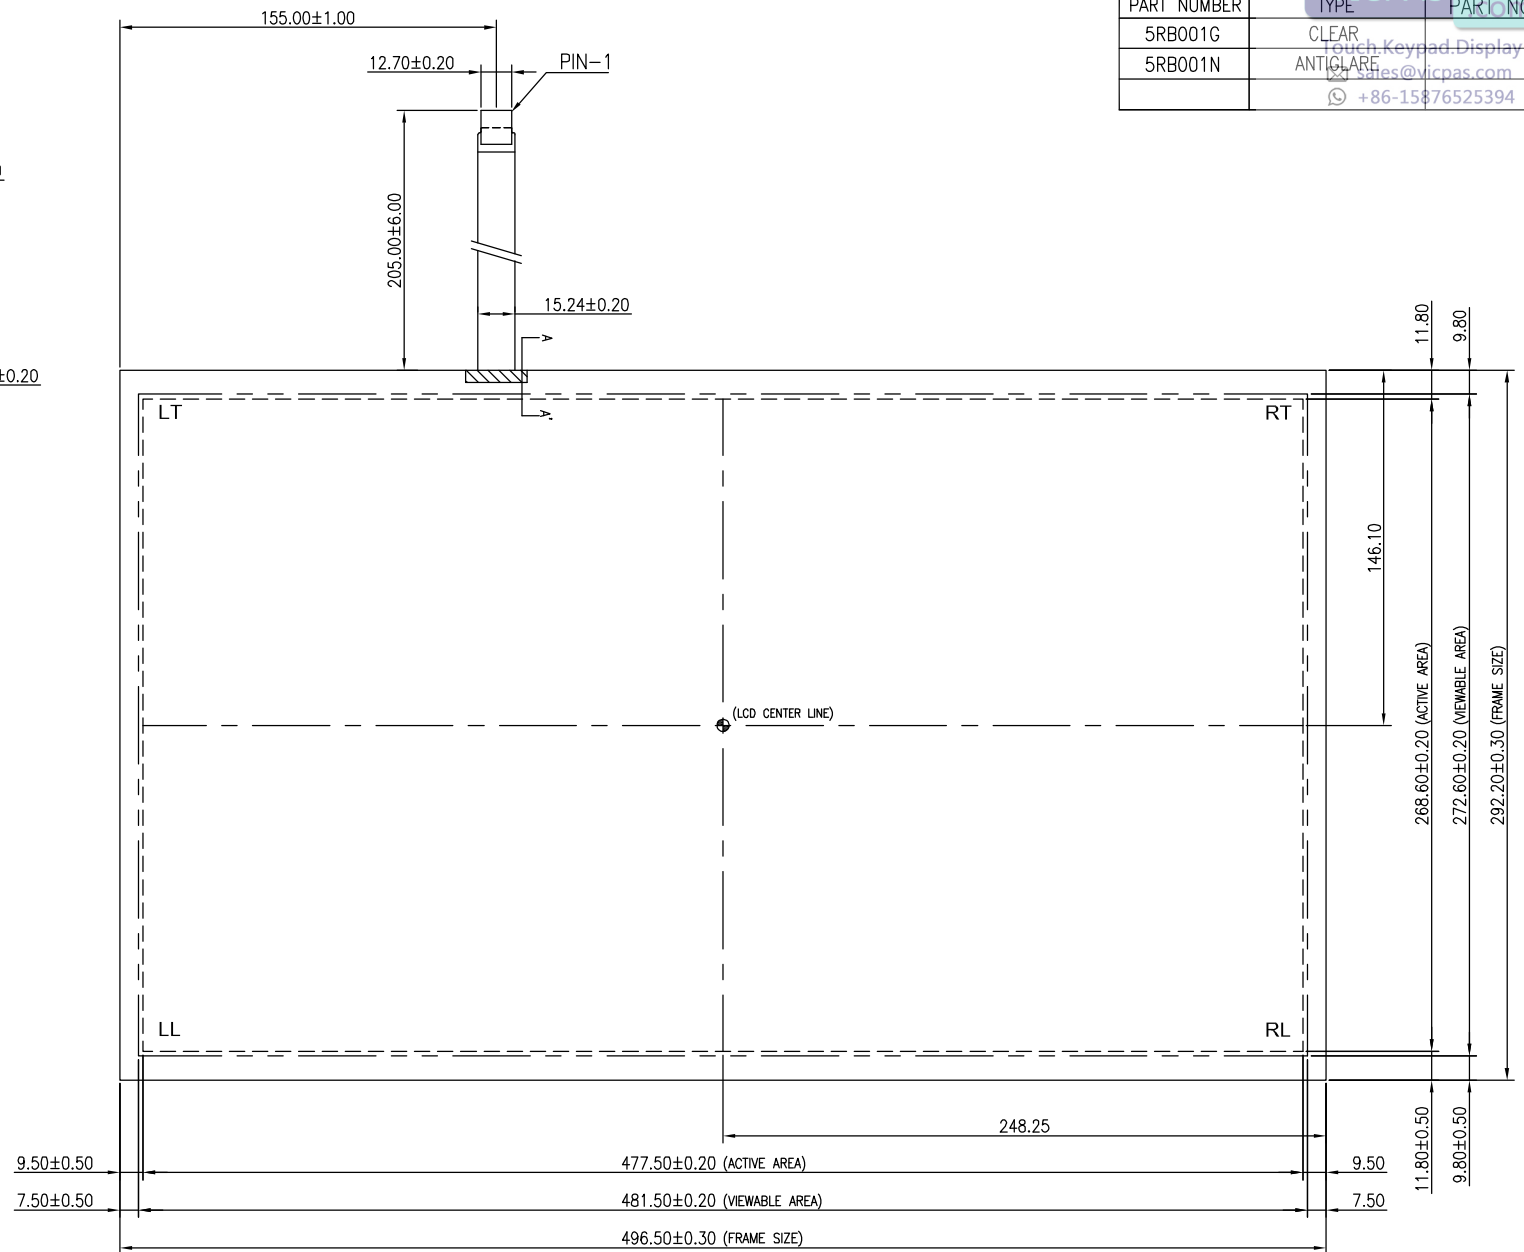 155.00±1.00
PART NUMBER TYPE PART NO
5RB001G CLEAR
Touch.Keypad.Display
5RB001N ANTIGLARE
sales@vicpas.com
+86-15876525394
12.70±0.20
PIN-1
205.00±6.00
15.24±0.20
±0.20
A
A'
11.80
9.80
LT
RT
146.10
(LCD CENTER LINE)
268.60±0.20 (ACTIVE AREA)
272.60±0.20 (VIEWABLE AREA)
292.20±0.30 (FRAME SIZE)
LL
RL
248.25
11.80±0.50
9.80±0.50
9.50±0.50
477.50±0.20 (ACTIVE AREA)
9.50
7.50±0.50
481.50±0.20 (VIEWABLE AREA)
7.50
496.50±0.30 (FRAME SIZE)